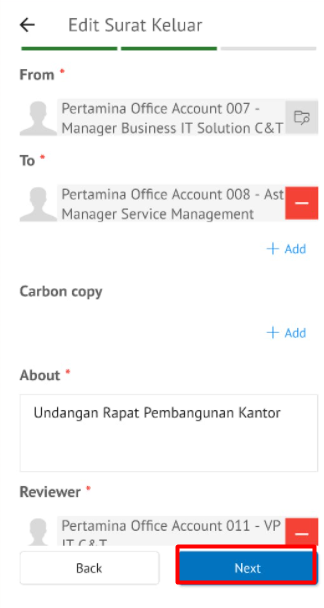 Edit Surat Keluar
From *
Pertamina Office Account 007 -
Manager Business IT Solution C&T
To *
Pertamina Office Account 008 - Ast
Manager Service Management
+ Add
Carbon copy
+ Add
About *
Undangan Rapat Pembangunan Kantor
Reviewer *
Pertamina Office Account 011 - VP
IT C&T
Back
Next